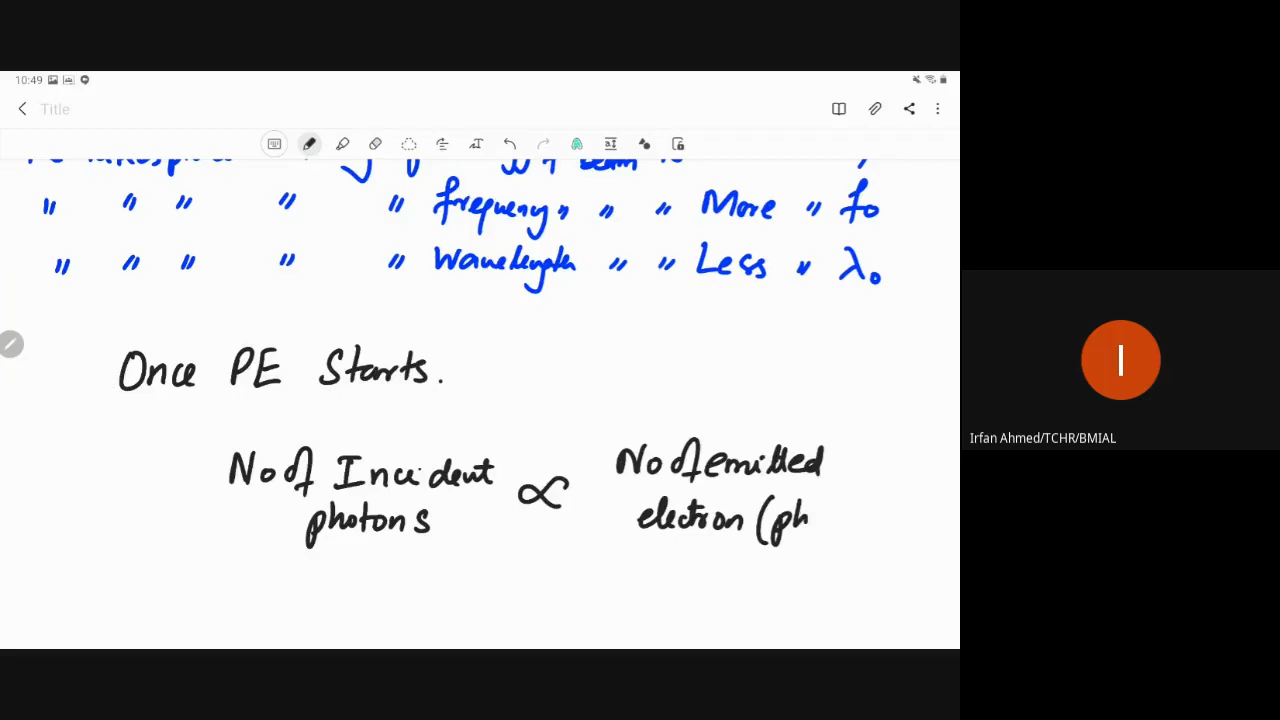 10:49
Title
" " " " " frequency " " " More " fo
" " " " " Wavelength " " Less " λo
Once PE Starts.
No of Incident photons ∝ No of emitted electron (ph
I
Irfan Ahmed/TCHR/BMIAL